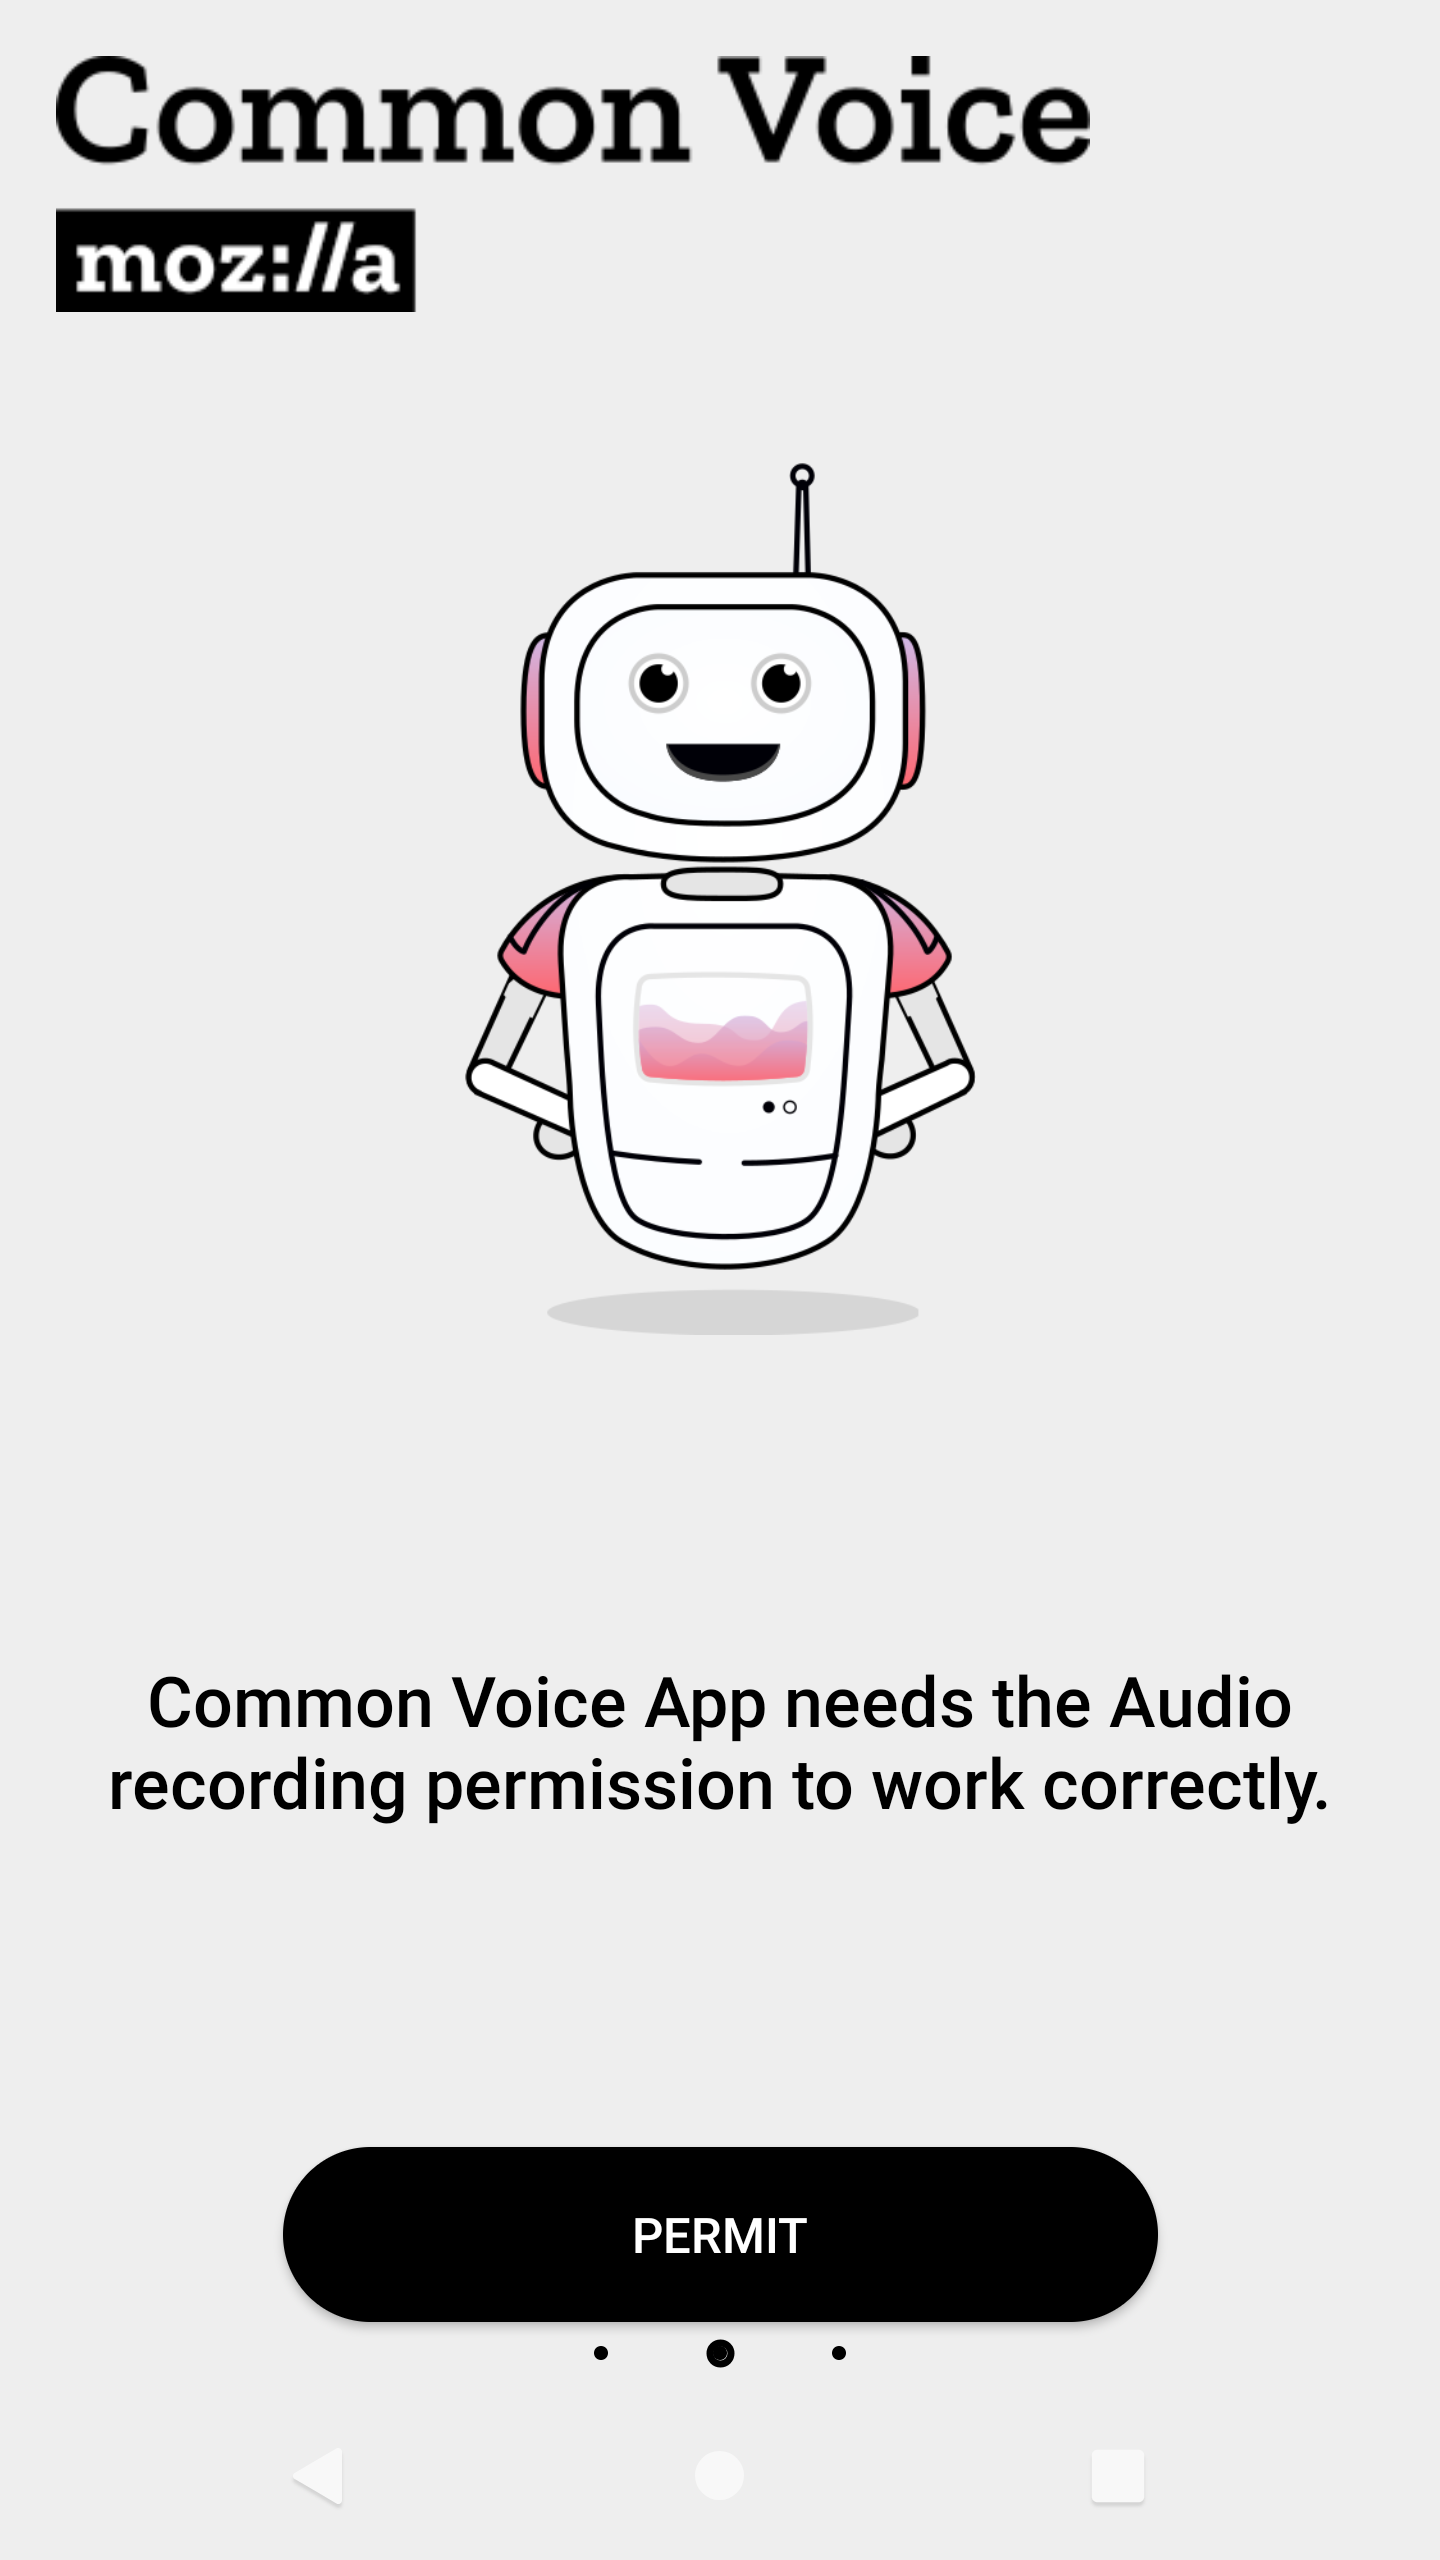 Common Voice
moz://a
Common Voice App needs the Audio
recording permission to work correctly.
PERMIT